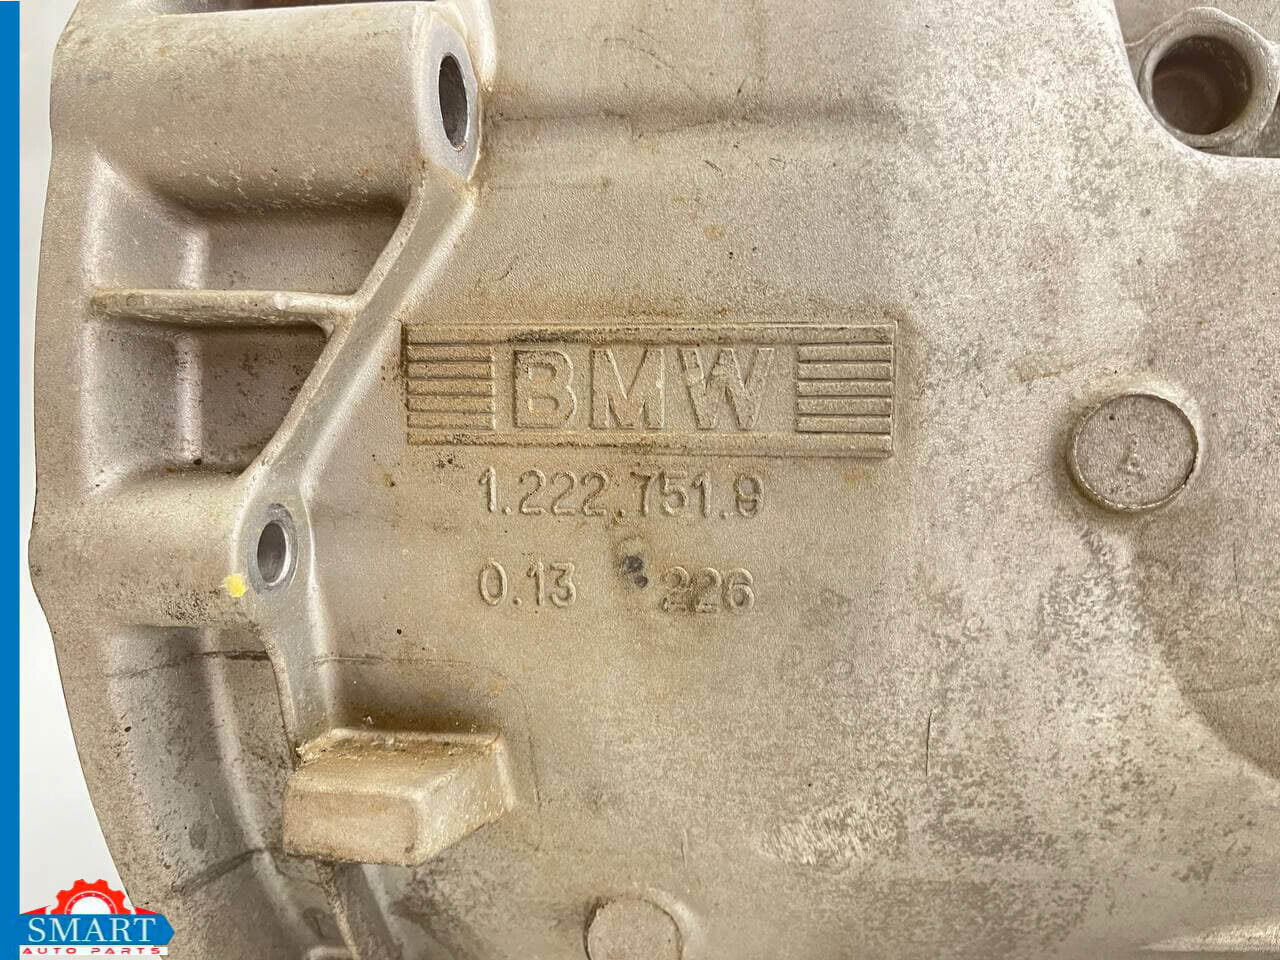 BMW
1.222.751.9
0.13 226
SMART
AUTO PARTS